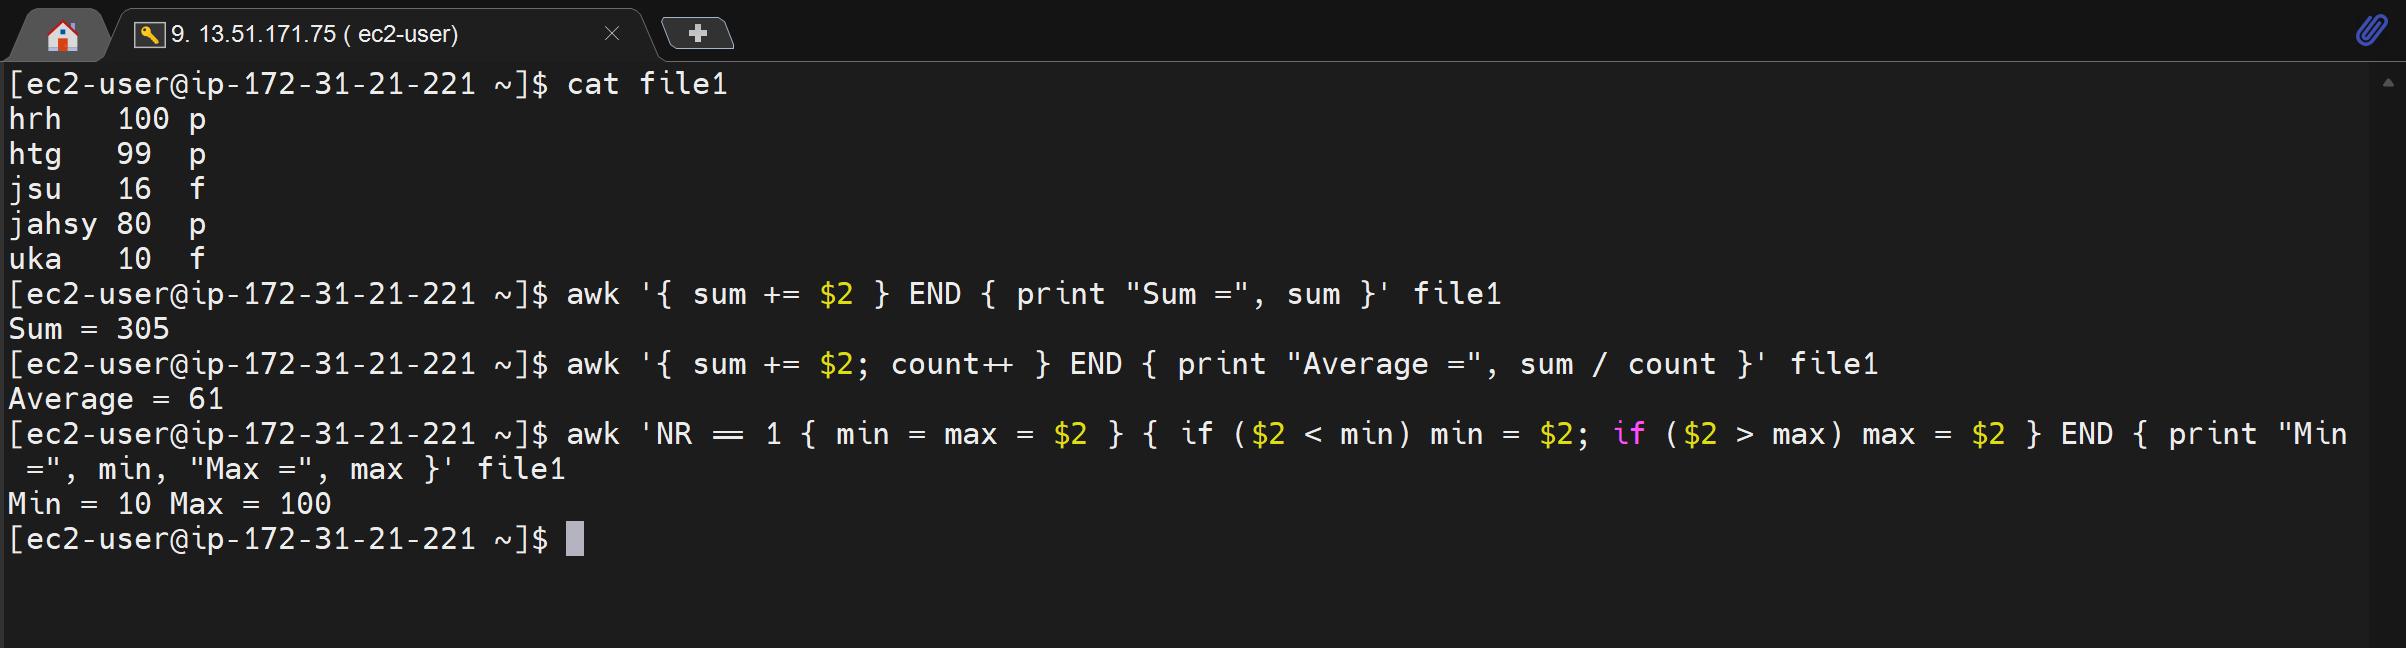 9. 13.51.171.75 ( ec2-user)
[ec2-user@ip-172-31-21-221 ~]$ cat file1
hrh   100 p
htg   99  p
jsu   16  f
jahsy 80  p
uka   10  f
[ec2-user@ip-172-31-21-221 ~]$ awk '{ sum += $2 } END { print "Sum =", sum }' file1
Sum = 305
[ec2-user@ip-172-31-21-221 ~]$ awk '{ sum += $2; count++ } END { print "Average =", sum / count }' file1
Average = 61
[ec2-user@ip-172-31-21-221 ~]$ awk 'NR == 1 { min = max = $2 } { if ($2 < min) min = $2; if ($2 > max) max = $2 } END { print "Min
 =", min, "Max =", max }' file1
Min = 10 Max = 100
[ec2-user@ip-172-31-21-221 ~]$